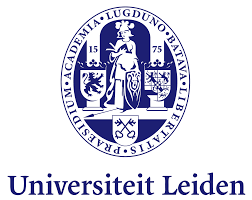 ACADEMIA · LUGDUNO · BATAVA · LIBERTATIS · PRAESIDIUM ·
15 75
Universiteit Leiden